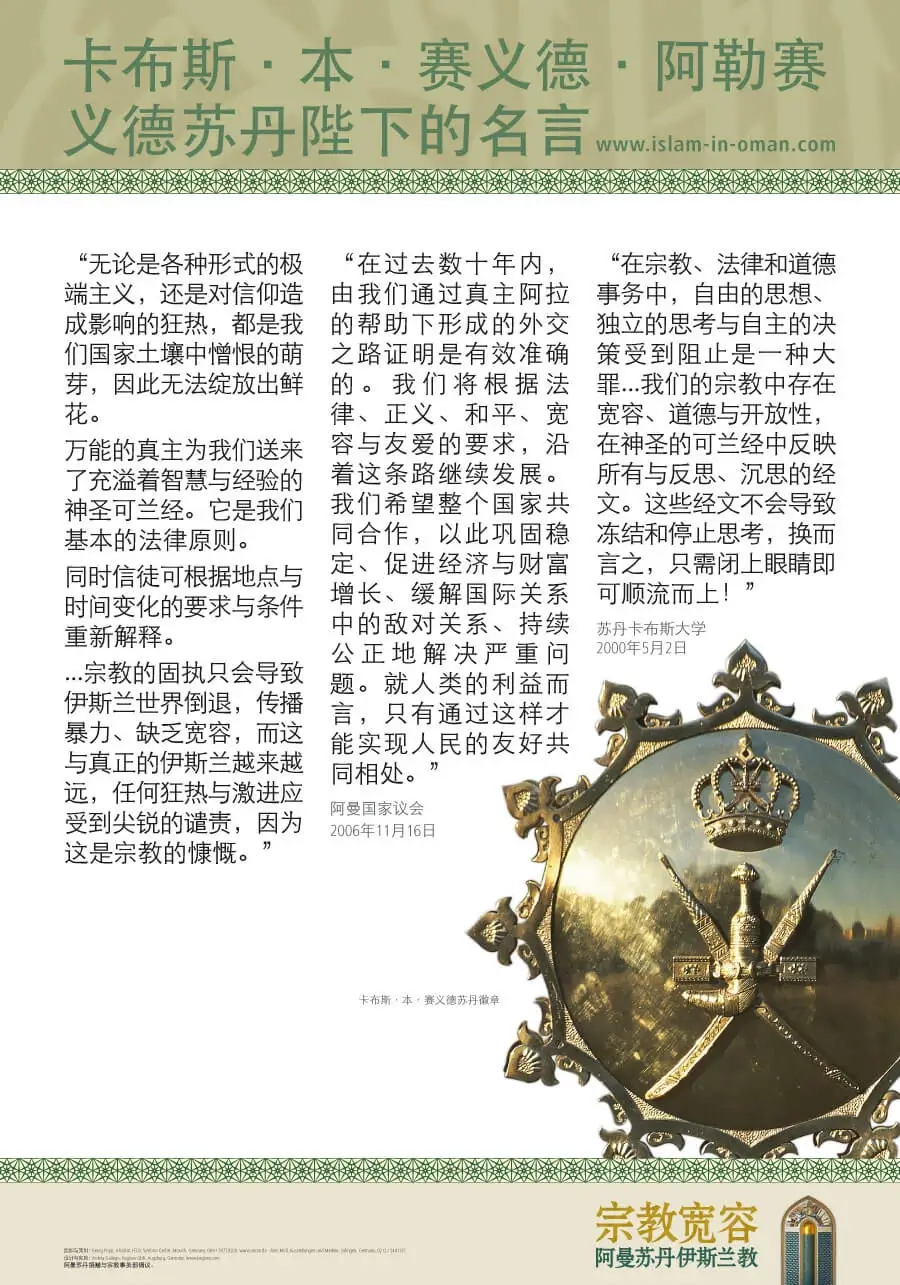 卡布斯·本·赛义德·阿勒赛
义德苏丹陛下的名言 www.islam-in-oman.com
“无论是各种形式的极
端主义，还是对信仰造
成影响的狂热，都是我
们国家土壤中憎恨的萌
芽，因此无法绽放出鲜
花。
万能的真主为我们送来
了充溢着智慧与经验的
神圣可兰经。它是我们
基本的法律原则。
同时信徒可根据地点与
时间变化的要求与条件
重新解释。
...宗教的固执只会导致
伊斯兰世界倒退，传播
暴力、缺乏宽容，而这
与真正的伊斯兰越来越
远，任何狂热与激进应
受到尖锐的谴责，因为
这是宗教的慷慨。”
“在过去数十年内，
由我们通过真主阿拉
的帮助下形成的外交
之路证明是有效准确
的。我们将根据法
律、正义、和平、宽
容与友爱的要求，沿
着这条路继续发展。
我们希望整个国家共
同合作，以此巩固稳
定、促进经济与财富
增长、缓解国际关系
中的敌对关系、持续
公正地解决严重问
题。就人类的利益而
言，只有通过这样才
能实现人民的友好共
同相处。”
阿曼国家议会
2006年11月16日
“在宗教、法律和道德
事务中，自由的思想、
独立的思考与自主的决
策受到阻止是一种大
罪...我们的宗教中存在
宽容、道德与开放性，
在神圣的可兰经中反映
所有与反思、沉思的经
文。这些经文不会导致
冻结和停止思考，换而
言之，只需闭上眼睛即
可顺流而上！”
苏丹卡布斯大学
2000年5月2日
卡布斯·本·赛义德苏丹徽章
宗教宽容
阿曼苏丹伊斯兰教